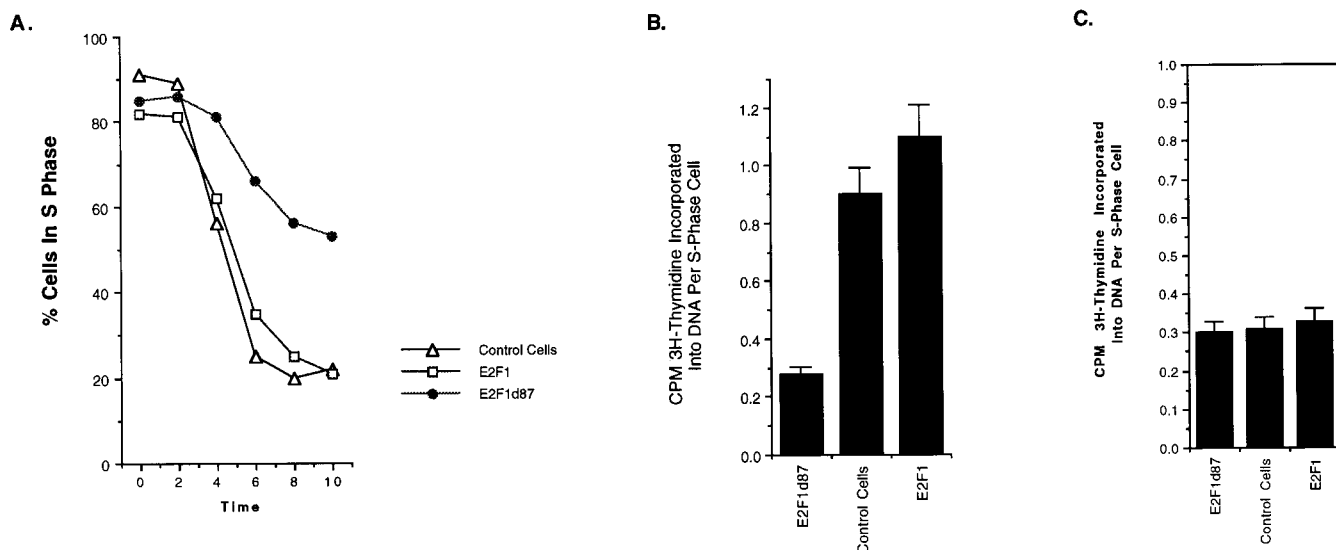 A.
100
80
60
40
20
0
% Cells In S Phase
0 2 4 6 8 10
Time
Control Cells
E2F1
E2F1d87
B.
1.2
1.0
0.8
0.6
0.4
0.2
0.0
CPM 3H-Thymidine Incorporated
Into DNA Per S-Phase Cell
E2F1d87
Control Cells
E2F1
C.
1.0
0.9
0.8
0.7
0.6
0.5
0.4
0.3
0.2
0.1
0.0
CPM 3H-Thymidine Incorporated
Into DNA Per S-Phase Cell
E2F1d87
Control Cells
E2F1